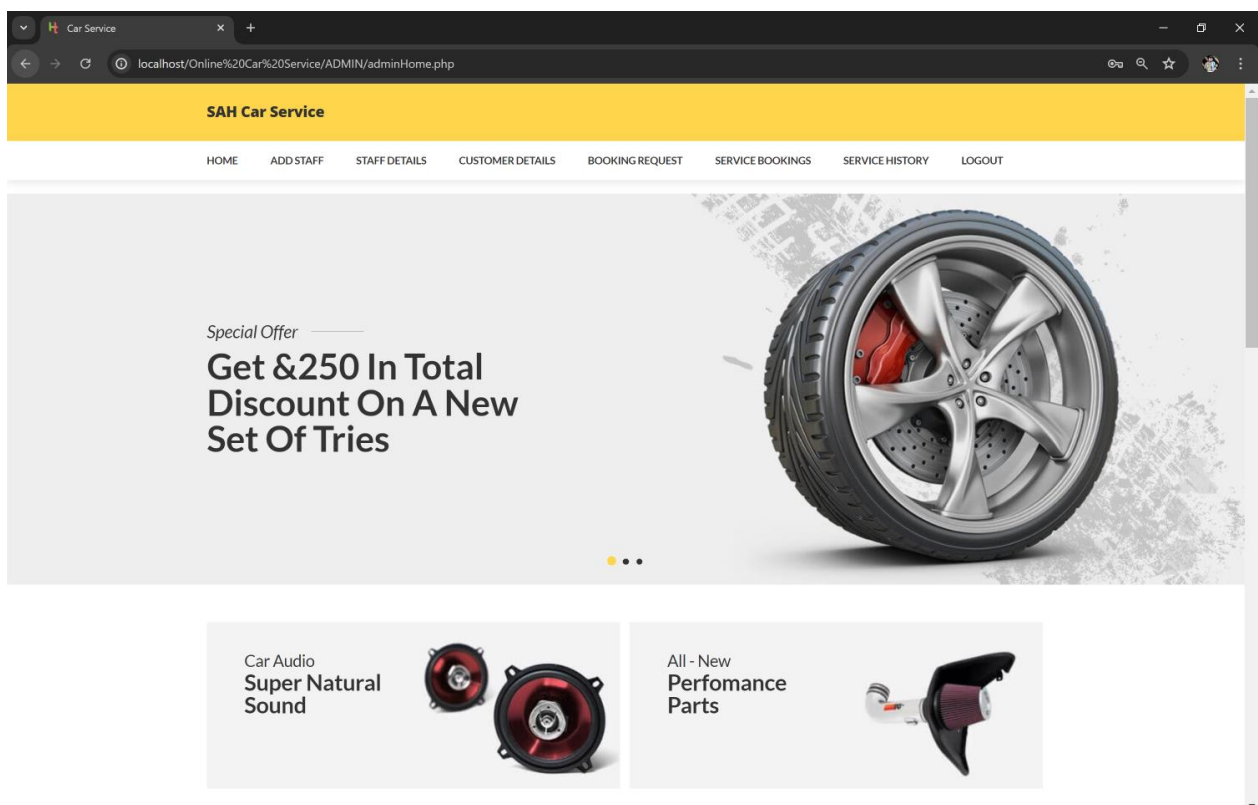 Car Service
localhost/Online%20Car%20Service/ADMIN/adminHome.php
SAH Car Service
HOME ADD STAFF STAFF DETAILS CUSTOMER DETAILS BOOKING REQUEST SERVICE BOOKINGS SERVICE HISTORY LOGOUT
Special Offer
Get &250 In Total
Discount On A New
Set Of Tries
Car Audio
Super Natural
Sound
All - New
Perfomance
Parts